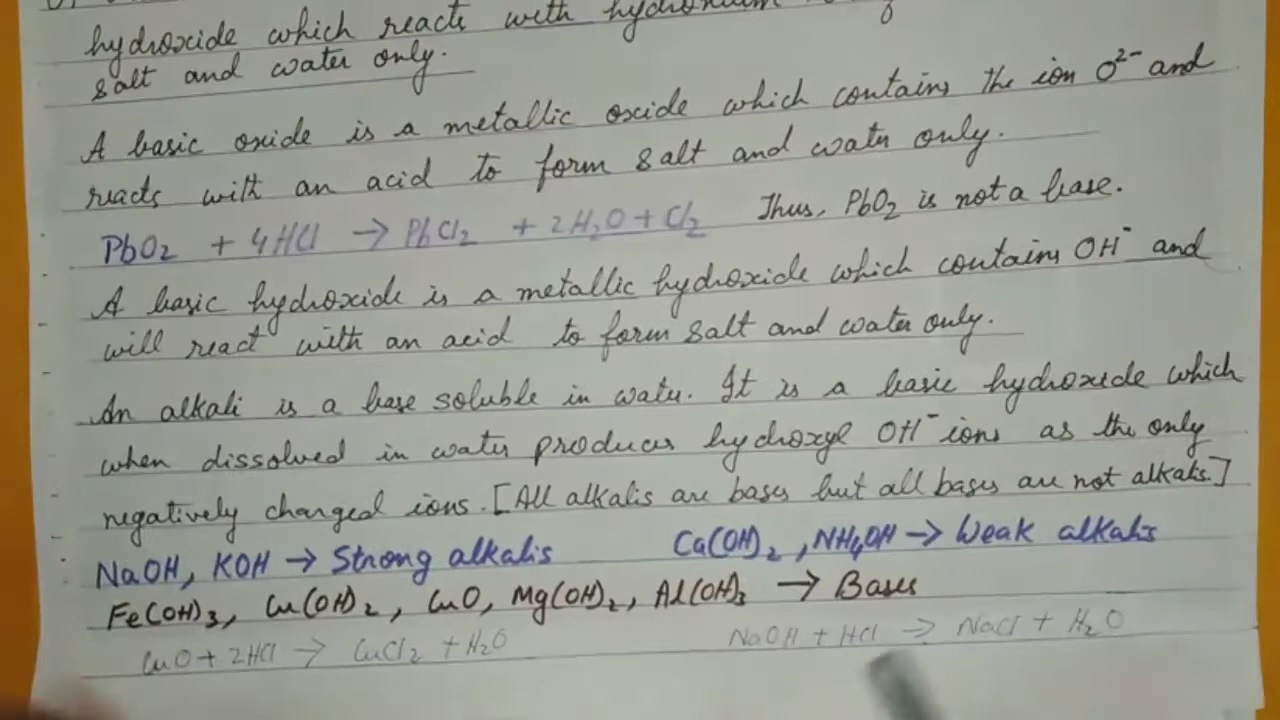 hydroxide which reacts with
salt and water only.
A basic oxide is a metallic oxide which contains the ion O²⁻ and
reacts with an acid to form salt and water only.
PbO₂ + 4HCl → PbCl₂ + 2H₂O + Cl₂ Thus, PbO₂ is not a base.
A basic hydroxide is a metallic hydroxide which contains OH⁻ and
will react with an acid to form salt and water only.
An alkali is a base soluble in water. It is a basic hydroxide which
when dissolved in water produces hydroxyl OH⁻ ions as the only
negatively charged ions. [All alkalis are bases but all bases are not alkalis.]
NaOH, KOH → Strong alkalis Ca(OH)₂, NH₄OH → Weak alkalis
Fe(OH)₃, Cu(OH)₂, CuO, Mg(OH)₂, Al(OH)₃ → Bases
CuO + 2HCl → CuCl₂ + H₂O NaOH + HCl → NaCl + H₂O